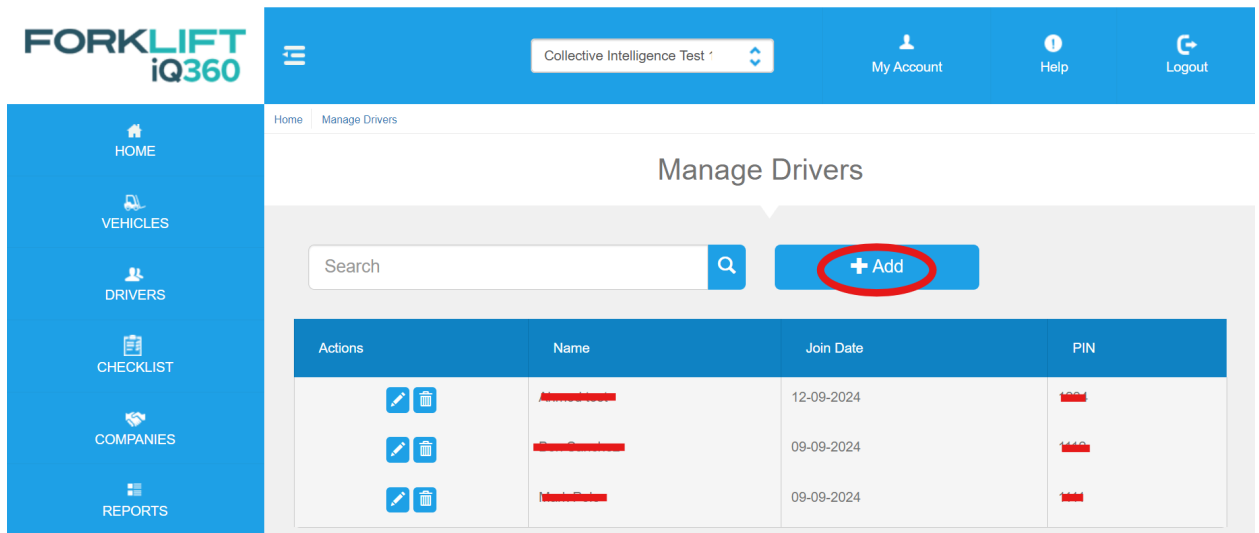 FORKLIFT
iQ360
Collective Intelligence Test
My Account
Help
Logout
Home
Manage Drivers
HOME
VEHICLES
DRIVERS
CHECKLIST
COMPANIES
REPORTS
Manage Drivers
Search
Add
Actions Name Join Date PIN
12-09-2024
09-09-2024
09-09-2024